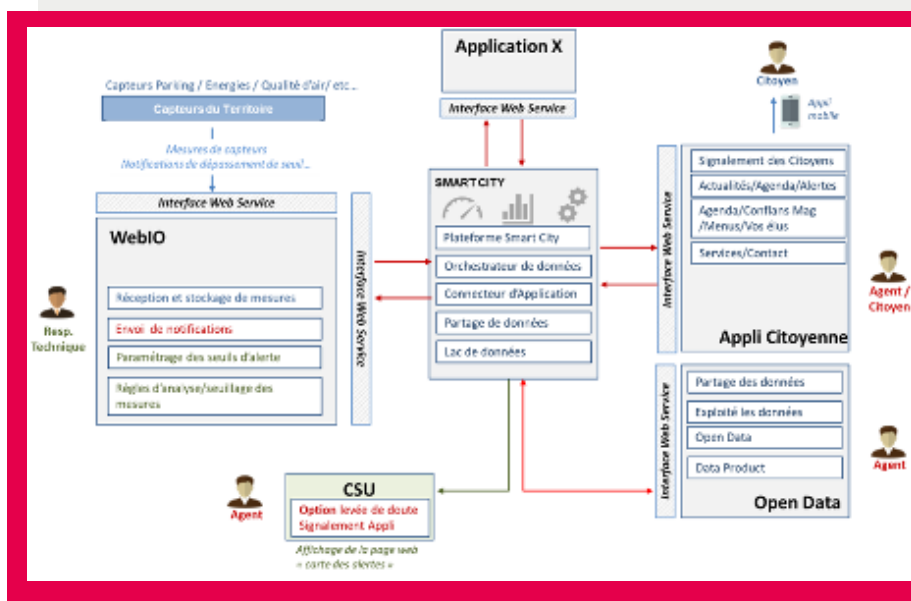 Application X
Interface Web Service
Citoyen
Appli
mobile
Capteurs Parking / Energies / Qualité d'air/ etc...
Capteurs du Territoire
Mesures de capteurs
Notifications de dépassement de seuil...
Interface Web Service
WebIO
Réception et stockage de mesures
Envoi de notifications
Paramétrage des seuils d'alerte
Règles d'analyse/seuillage des
mesures
Resp.
Technique
Interface Web Service
SMARTCITY
Plateforme Smart City
Orchestrateur de données
Connecteur d'Application
Partage de données
Lac de données
Interface Web Service
Signalement des Citoyens
Actualités/Agenda/Alertes
Agenda/Conflans Mag
/Menus/Vos élus
Services/Contact
Appli Citoyenne
Agent /
Citoyen
Interface Web Service
Partage des données
Exploité les données
Open Data
Data Product
Open Data
Agent
Agent
CSU
Option levée de doute
Signalement Appli
Affichage de la page web
« carte des alertes »